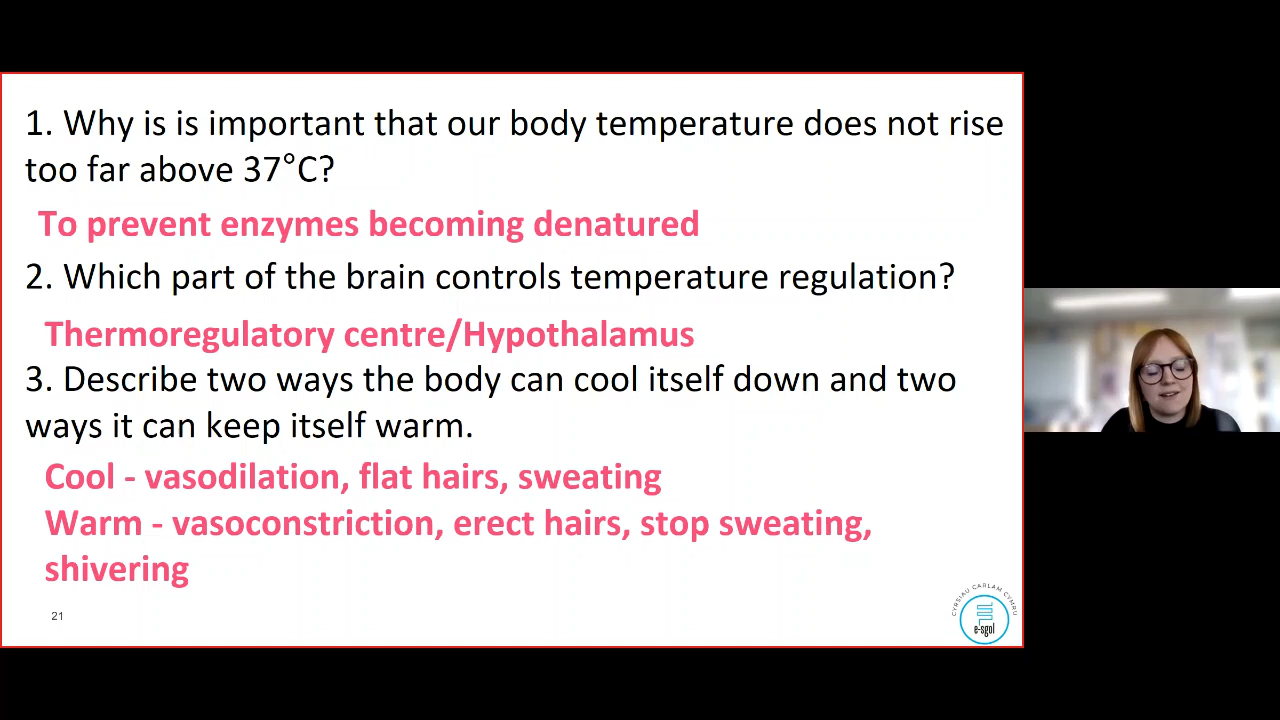 1. Why is is important that our body temperature does not rise
too far above 37°C?
To prevent enzymes becoming denatured
2. Which part of the brain controls temperature regulation?
Thermoregulatory centre/Hypothalamus
3. Describe two ways the body can cool itself down and two
ways it can keep itself warm.
Cool - vasodilation, flat hairs, sweating
Warm - vasoconstriction, erect hairs, stop sweating,
shivering
21
CYRSIAU CARLAM CYMRU
e-sgol